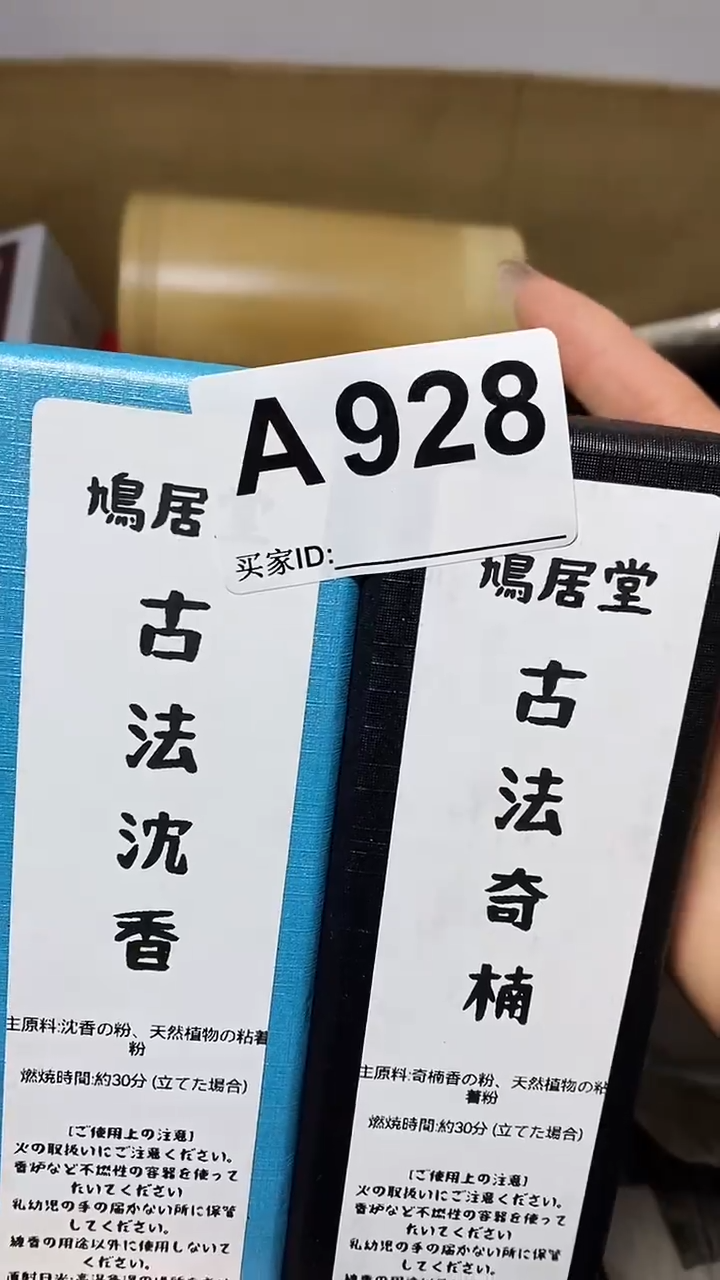 A928
买家ID:
鳩居
古
法
沈
香
主原料:沈香の粉、天然植物の粘着
粉
燃焼時間:約30分(立てた場合)
[ご使用上の注意]
火の取扱いにご注意ください。
香炉など不燃性の容器を使って
たいてください
乳幼児の手の届かない所に保管
してください。
線香の用途以外に使用しないで
ください。
鳩居堂
古
法
奇
楠
主原料:奇楠香の粉、天然植物の粘
着粉
燃焼時間:約30分(立てた場合)
[ご使用上の注意]
火の取扱いにご注意ください。
香炉など不燃性の容器を使って
たいてください
乳幼児の手の届かない所に保管
してください。